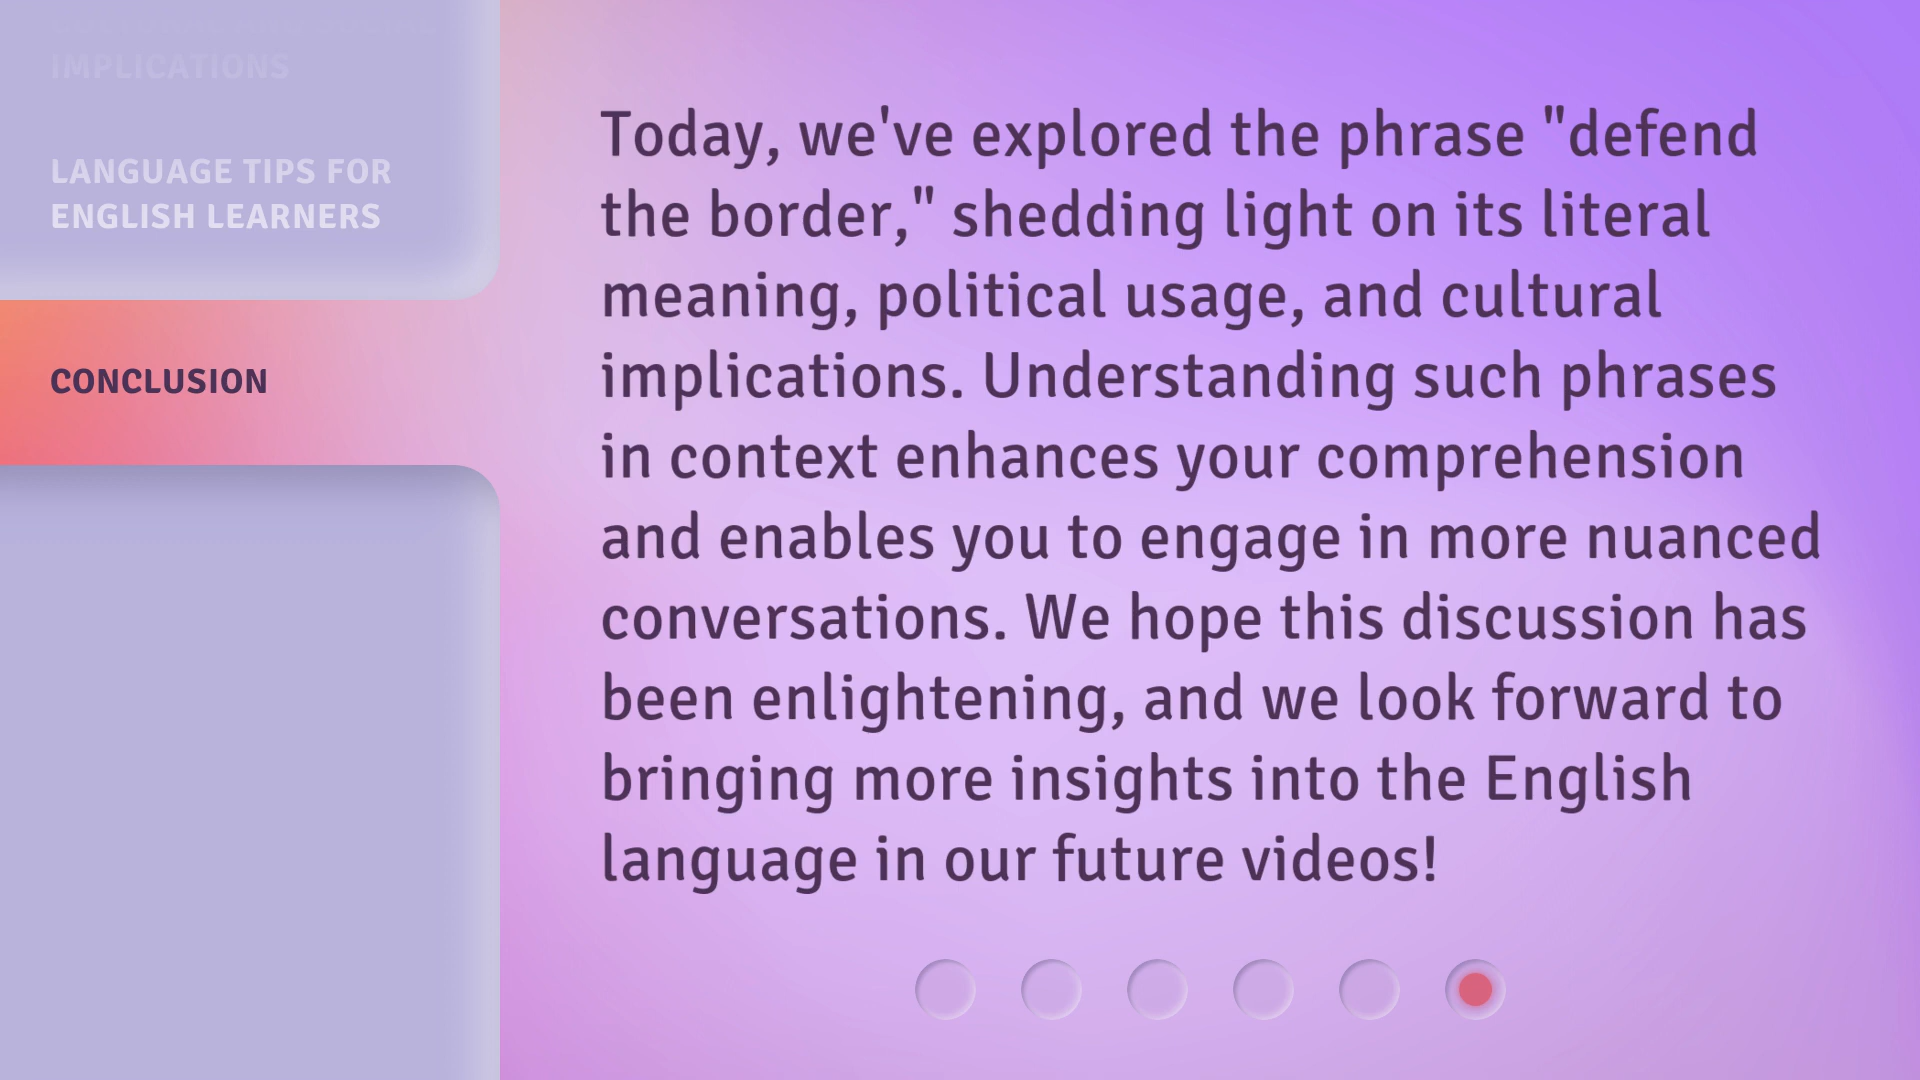 IMPLICATIONS
LANGUAGE TIPS FOR
ENGLISH LEARNERS
CONCLUSION
Today, we've explored the phrase "defend
the border," shedding light on its literal
meaning, political usage, and cultural
implications. Understanding such phrases
in context enhances your comprehension
and enables you to engage in more nuanced
conversations. We hope this discussion has
been enlightening, and we look forward to
bringing more insights into the English
language in our future videos!